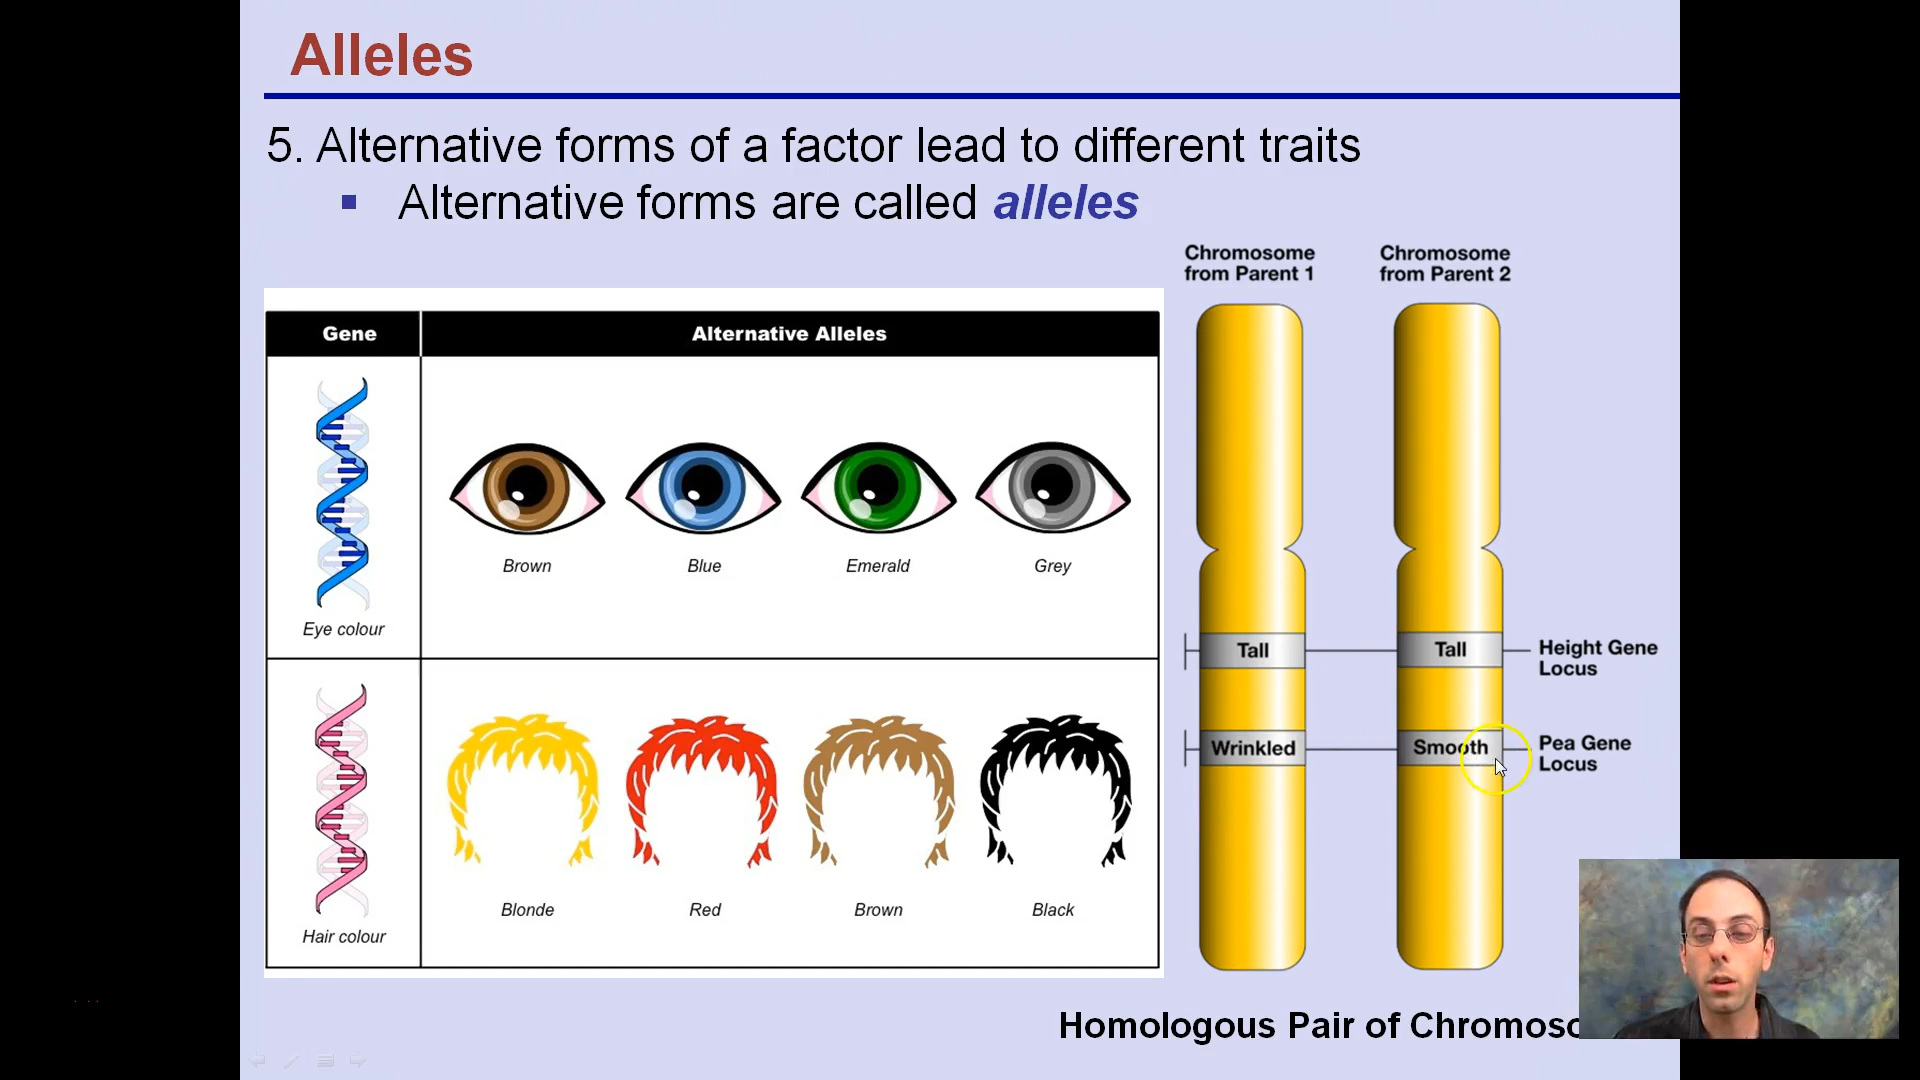 Alleles
5. Alternative forms of a factor lead to different traits
Alternative forms are called alleles
Chromosome from Parent 1
Chromosome from Parent 2
Gene
Alternative Alleles
Brown
Blue
Emerald
Grey
Eye colour
Blonde
Red
Brown
Black
Hair colour
Tall
Tall
Height Gene
Locus
Wrinkled
Smooth
Pea Gene
Locus
Homologous Pair of